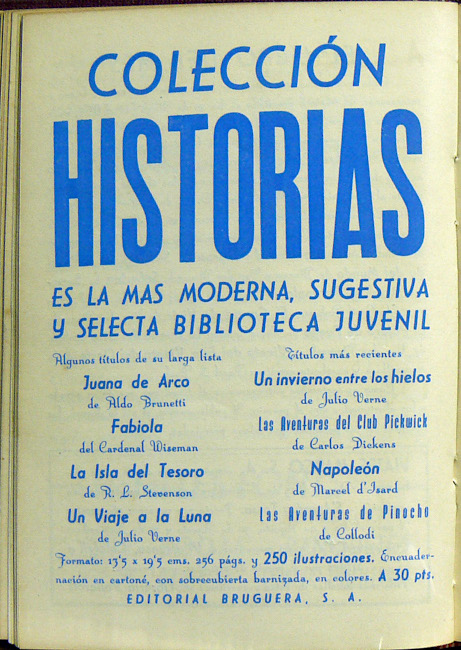 COLECCIÓN
HISTORIAS
ES LA MAS MODERNA, SUGESTIVA
Y SELECTA BIBLIOTECA JUVENIL
Algunos títulos de su larga lista
Juana de Arco
de Aldo Brunetti
Fabiola
del Cardenal Wiseman
La Isla del Tesoro
de R. L. Stevenson
Un Viaje a la Luna
de Julio Verne
Títulos más recientes
Un invierno entre los hielos
de Julio Verne
Las Aventuras del Club Pickwick
de Carlos Dickens
Napoleón
de Marcel d'Isard
Las Aventuras de Pinocho
de Collodi
Formato: 13'5 x 19'5 cms. 256 págs. y 250 ilustraciones. Encuader-
nación en cartoné, con sobrecubierta barnizada, en colores. A 30 pts.
EDITORIAL BRUGUERA, S. A.